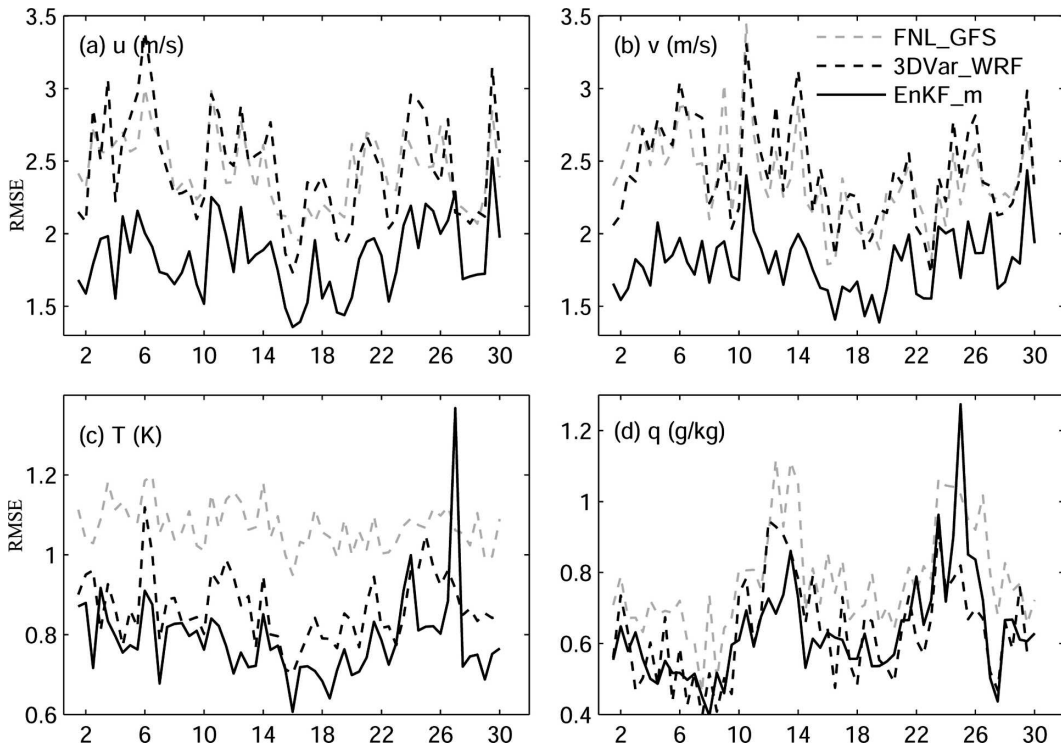 3.5
3
2.5
2
1.5
RMSE
(a) u (m/s)
2 6 10 14 18 22 26 30
3.5
3
2.5
2
1.5
(b) v (m/s)
FNL_GFS
3DVar_WRF
EnKF_m
2 6 10 14 18 22 26 30
1.2
1
0.8
0.6
RMSE
(c) T (K)
2 6 10 14 18 22 26 30
1.2
1
0.8
0.6
0.4
(d) q (g/kg)
2 6 10 14 18 22 26 30